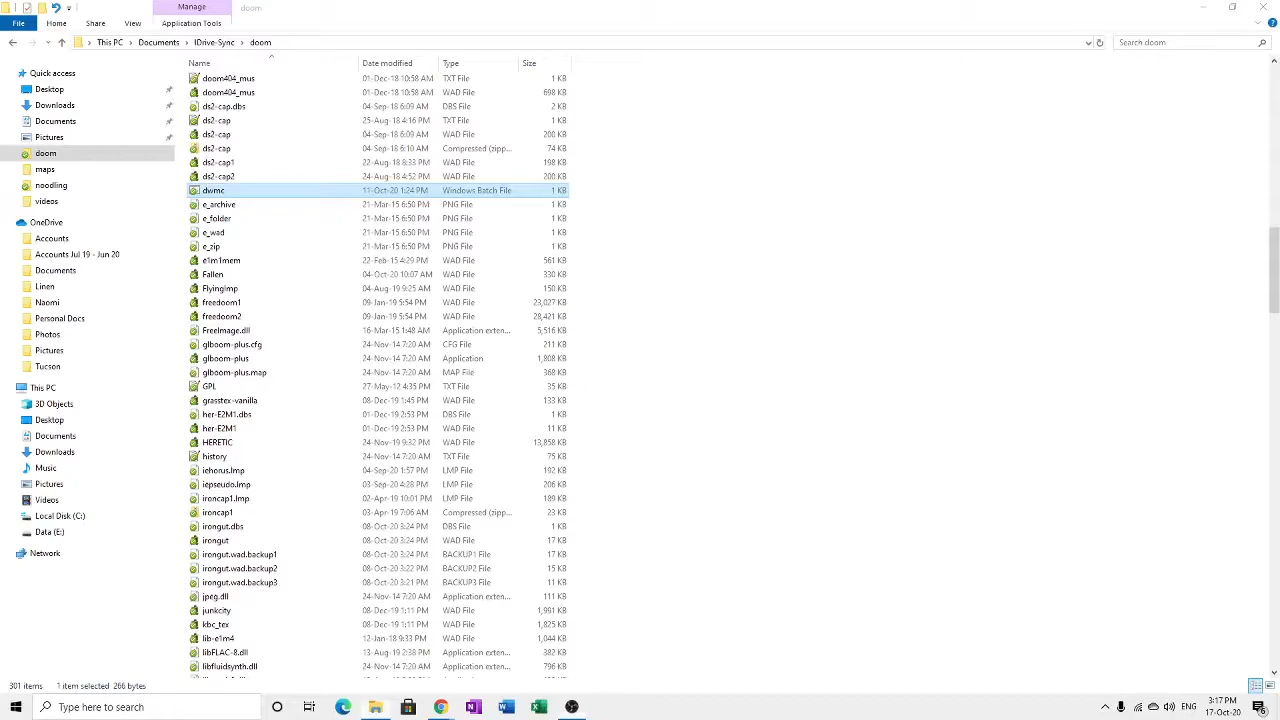 Manage
doom
File Home Share View Application Tools
This PC Documents IDrive-Sync doom
Search doom
Name Date modified Type Size
Quick access
Desktop
Downloads
Documents
Pictures
doom
maps
noodling
videos
OneDrive
Accounts
Accounts Jul 19 - Jun 20
Documents
Linen
Naomi
Personal Docs
Photos
Pictures
Tucson
This PC
3D Objects
Desktop
Documents
Downloads
Music
Pictures
Videos
Local Disk (C:)
Data (E:)
Network
doom404_mus 01-Dec-18 10:58 AM TXT File 1 KB
doom404_mus 01-Dec-18 10:58 AM WAD File 698 KB
ds2-cap.dbs 04-Sep-18 6:09 AM DBS File 2 KB
ds2-cap 25-Aug-18 4:16 PM TXT File 1 KB
ds2-cap 04-Sep-18 6:09 AM WAD File 200 KB
ds2-cap 04-Sep-18 6:10 AM Compressed (zipp... 74 KB
ds2-cap1 22-Aug-18 8:33 PM WAD File 198 KB
ds2-cap2 24-Aug-18 4:52 PM WAD File 200 KB
dwmc 11-Oct-20 1:24 PM Windows Batch File 1 KB
e_archive 21-Mar-15 6:50 PM PNG File 1 KB
e_folder 21-Mar-15 6:50 PM PNG File 1 KB
e_wad 21-Mar-15 6:50 PM PNG File 1 KB
e_zip 21-Mar-15 6:50 PM PNG File 1 KB
e1m1mem 22-Feb-15 4:29 PM WAD File 561 KB
Fallen 04-Oct-20 10:07 AM WAD File 330 KB
FlyingImp 04-Aug-19 9:25 AM WAD File 150 KB
freedoom1 09-Jan-19 5:54 PM WAD File 23,027 KB
freedoom2 09-Jan-19 5:54 PM WAD File 28,421 KB
FreeImage.dll 16-Mar-15 1:48 AM Application exten... 5,516 KB
glboom-plus.cfg 24-Nov-14 7:20 AM CFG File 211 KB
glboom-plus 24-Nov-14 7:20 AM Application 1,808 KB
glboom-plus.map 24-Nov-14 7:20 AM MAP File 368 KB
GPL 27-May-12 4:35 PM TXT File 35 KB
grasstex-vanilla 08-Dec-19 1:45 PM WAD File 133 KB
her-E2M1.dbs 01-Dec-19 2:53 PM DBS File 1 KB
her-E2M1 01-Dec-19 2:53 PM WAD File 11 KB
HERETIC 24-Nov-19 9:32 PM WAD File 13,858 KB
history 24-Nov-14 7:20 AM TXT File 75 KB
iehorus.lmp 04-Sep-20 1:57 PM LMP File 192 KB
iepseudo.lmp 03-Sep-20 4:28 PM LMP File 206 KB
ironcap1.lmp 02-Apr-19 10:01 PM LMP File 189 KB
ironcap1 03-Apr-19 7:06 AM Compressed (zipp... 23 KB
irongut.dbs 08-Oct-20 3:24 PM DBS File 1 KB
irongut 08-Oct-20 3:24 PM WAD File 17 KB
irongut.wad.backup1 08-Oct-20 3:24 PM BACKUP1 File 17 KB
irongut.wad.backup2 08-Oct-20 3:22 PM BACKUP2 File 15 KB
irongut.wad.backup3 08-Oct-20 3:21 PM BACKUP3 File 16 KB
jpeg.dll 24-Nov-14 7:20 AM Application exten... 111 KB
junkcity 08-Dec-19 1:11 PM WAD File 1,991 KB
kbc_tex 08-Dec-19 1:11 PM WAD File 1,825 KB
lib-e1m4 12-Jan-18 9:33 PM WAD File 1,044 KB
libFLAC-8.dll 13-Aug-19 2:38 PM Application exten... 382 KB
libfluidsynth.dll 24-Nov-14 7:20 AM Application exten... 796 KB
301 items 1 item selected 266 bytes
Type here to search
ENG
3:17 PM
17-Oct-20
6